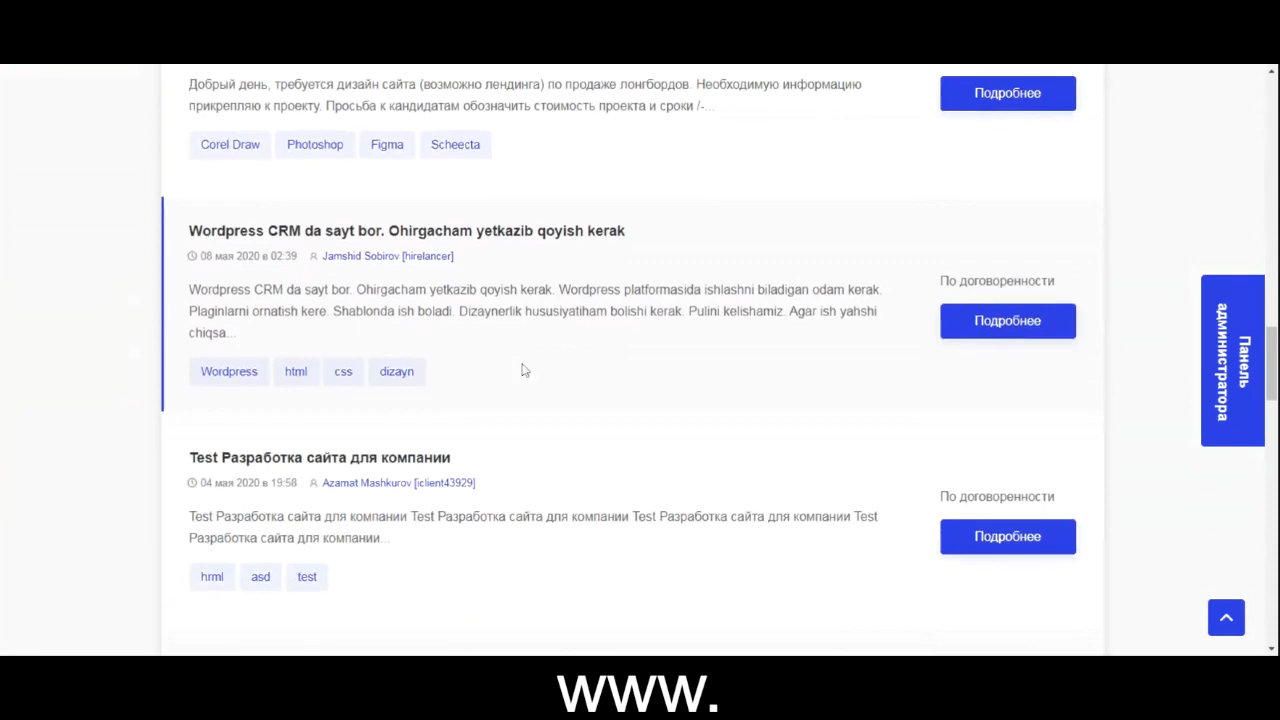 Добрый день, требуется дизайн сайта (возможно лендинга) по продаже лонгбордов. Необходимую информацию
прикрепляю к проекту. Просьба к кандидатам обозначить стоимость проекта и сроки /-...
Подробнее
Corel Draw Photoshop Figma Scheecta
Wordpress CRM da sayt bor. Ohirgacham yetkazib qoyish kerak
08 мая 2020 в 02:39 Jamshid Sobirov [hirelancer]
По договоренности
Wordpress CRM da sayt bor. Ohirgacham yetkazib qoyish kerak. Wordpress platformasida ishlashni biladigan odam kerak.
Plaginlarni ornatish kere. Shablonda ish boladi. Dizaynerlik hususiyatiham bolishi kerak. Pulini kelishamiz. Agar ish yahshi
chiqsa...
Подробнее
Wordpress html css dizayn
Панель
администратора
Test Разработка сайта для компании
04 мая 2020 в 19:58 Azamat Mashkurov [iclient43929]
По договоренности
Test Разработка сайта для компании Test Разработка сайта для компании Test Разработка сайта для компании Test
Разработка сайта для компании...
Подробнее
hrml asd test
www.